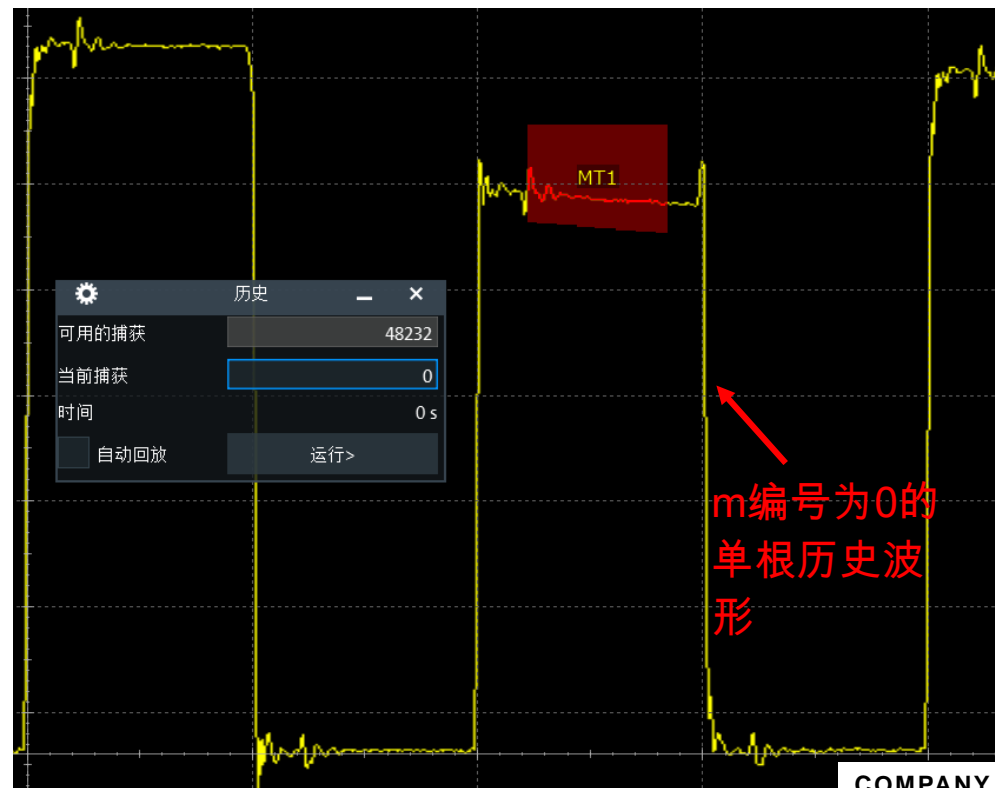 MT1
历史
可用的捕获 48232
当前捕获 0
时间 0 s
自动回放 运行>
m编号为0的
单根历史波
形
COMPANY